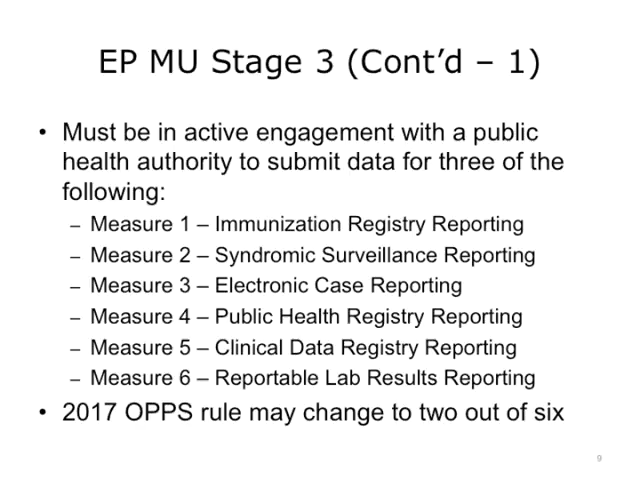 EP MU Stage 3 (Cont’d – 1)
• Must be in active engagement with a public
health authority to submit data for three of the
following:
– Measure 1 – Immunization Registry Reporting
– Measure 2 – Syndromic Surveillance Reporting
– Measure 3 – Electronic Case Reporting
– Measure 4 – Public Health Registry Reporting
– Measure 5 – Clinical Data Registry Reporting
– Measure 6 – Reportable Lab Results Reporting
• 2017 OPPS rule may change to two out of six
9